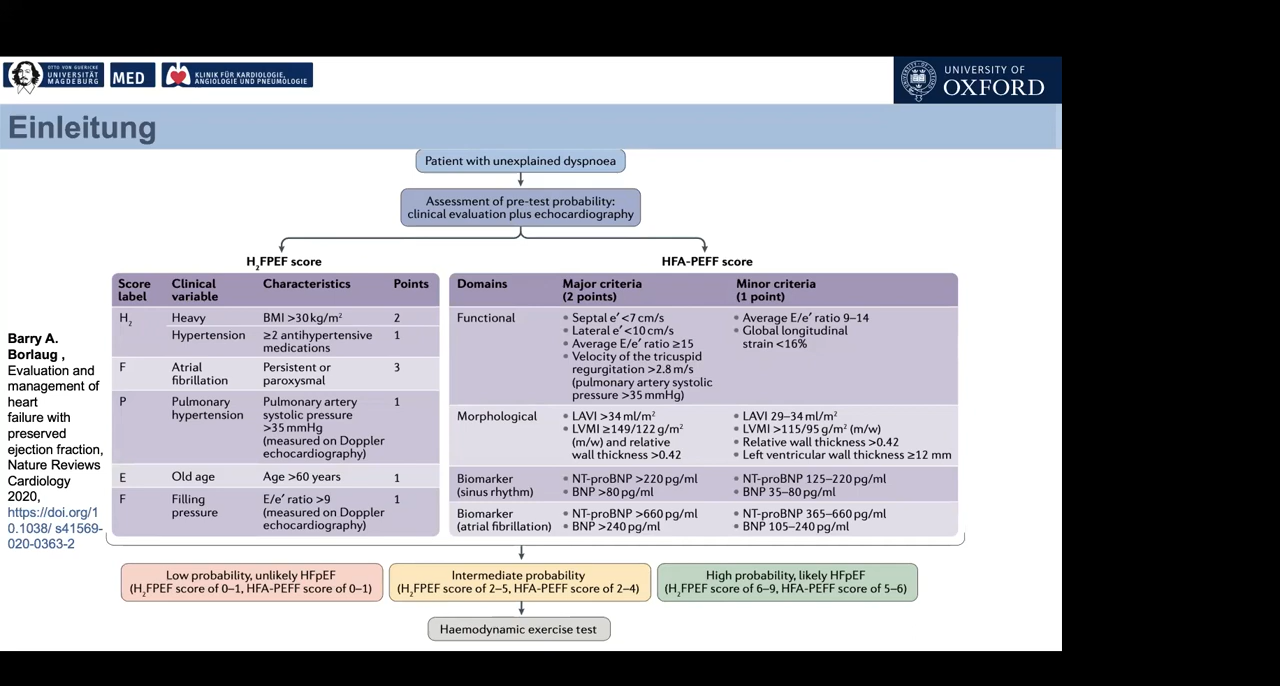 OTTO VON GUERICKE
UNIVERSITÄT
MAGDEBURG
MED
KLINIK FÜR KARDIOLOGIE,
ANGIOLOGIE UND PNEUMOLOGIE
UNIVERSITY OF
OXFORD
Einleitung
Patient with unexplained dyspnoea
Assessment of pre-test probability:
clinical evaluation plus echocardiography
H₂FPEF score
Score label Clinical variable Characteristics Points
H₂ Heavy BMI >30 kg/m² 2
Hypertension ≥2 antihypertensive medications 1
F Atrial fibrillation Persistent or paroxysmal 3
P Pulmonary hypertension Pulmonary artery systolic pressure >35 mmHg (measured on Doppler echocardiography) 1
E Old age Age >60 years 1
F Filling pressure E/e′ ratio >9 (measured on Doppler echocardiography) 1
HFA-PEFF score
Domains Major criteria (2 points) Minor criteria (1 point)
Functional
• Septal e′ <7 cm/s
• Lateral e′ <10 cm/s
• Average E/e′ ratio ≥15
• Velocity of the tricuspid
regurgitation >2.8 m/s
(pulmonary artery systolic
pressure >35 mmHg)
• Average E/e′ ratio 9–14
• Global longitudinal
strain <16%
Morphological
• LAVI >34 ml/m²
• LVMI ≥149/122 g/m²
(m/w) and relative
wall thickness >0.42
• LAVI 29–34 ml/m²
• LVMI >115/95 g/m² (m/w)
• Relative wall thickness >0.42
• Left ventricular wall thickness ≥12 mm
Biomarker
(sinus rhythm)
• NT-proBNP >220 pg/ml
• BNP >80 pg/ml
• NT-proBNP 125–220 pg/ml
• BNP 35–80 pg/ml
Biomarker
(atrial fibrillation)
• NT-proBNP >660 pg/ml
• BNP >240 pg/ml
• NT-proBNP 365–660 pg/ml
• BNP 105–240 pg/ml
Barry A.
Borlaug ,
Evaluation and
management of
heart
failure with
preserved
ejection fraction,
Nature Reviews
Cardiology
2020,
https://doi.org/1
0.1038/ s41569-
020-0363-2
Low probability, unlikely HFpEF
(H₂FPEF score of 0–1, HFA-PEFF score of 0–1)
Intermediate probability
(H₂FPEF score of 2–5, HFA-PEFF score of 2–4)
High probability, likely HFpEF
(H₂FPEF score of 6–9, HFA-PEFF score of 5–6)
Haemodynamic exercise test